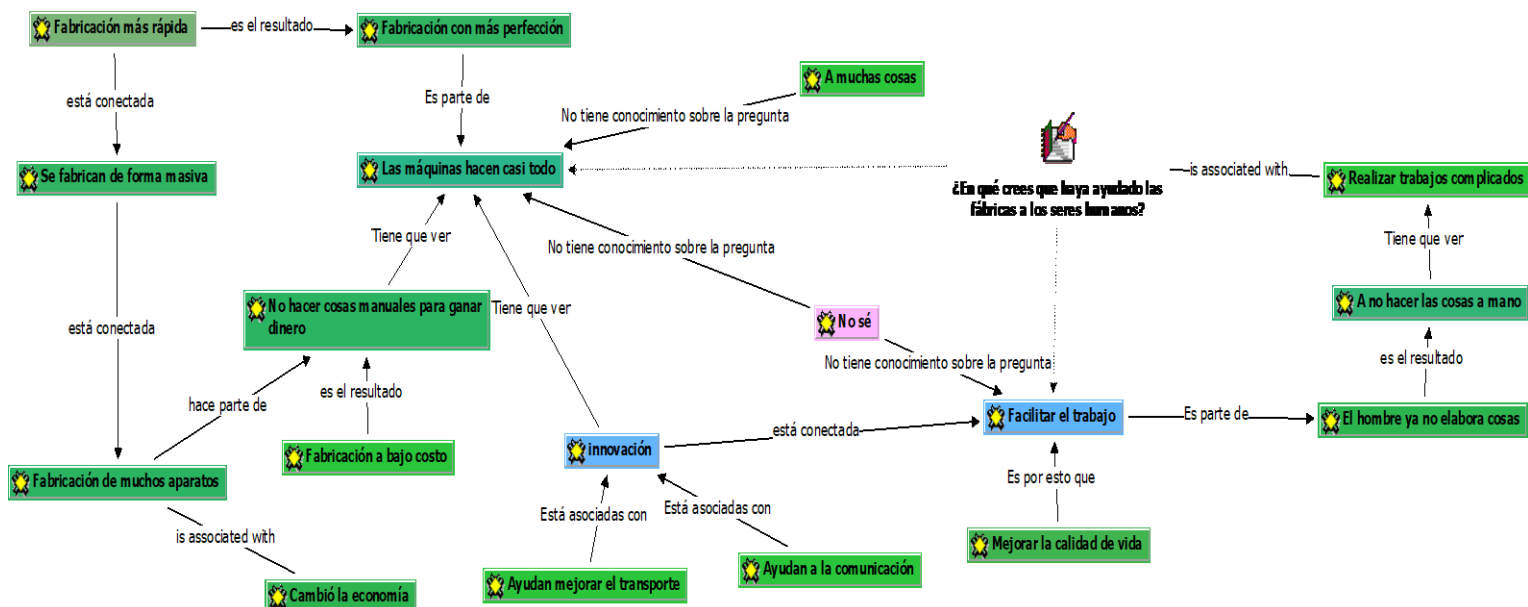 Fabricación más rápida
es el resultado
Fabricación con más perfección
está conectada
Es parte de
A muchas cosas
No tiene conocimiento sobre la pregunta
Se fabrican de forma masiva
Las máquinas hacen casi todo
is associated with
Realizar trabajos complicados
¿En qué crees que haya ayudado las
fábricas a los seres humanos?
Tiene que ver
No tiene conocimiento sobre la pregunta
Tiene que ver
No hacer cosas manuales para ganar
dinero
Tiene que ver
A no hacer las cosas a mano
está conectada
No sé
No tiene conocimiento sobre la pregunta
es el resultado
es el resultado
hace parte de
Facilitar el trabajo
Es parte de
El hombre ya no elabora cosas
está conectada
Fabricación a bajo costo
innovación
Fabricación de muchos aparatos
Es por esto que
Está asociadas con
Está asociadas con
is associated with
Mejorar la calidad de vida
Ayudan a la comunicación
Ayudan mejorar el transporte
Cambió la economía